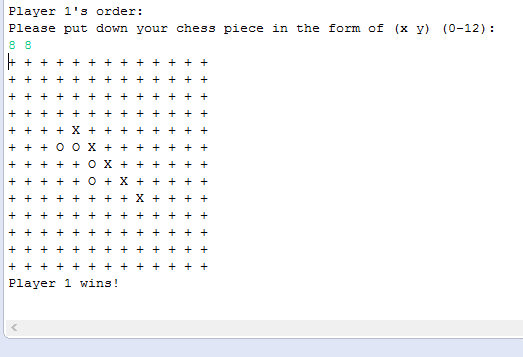 Player 1's order:
Please put down your chess piece in the form of (x y) (0-12):
8 8
+ + + + + + + + + + + + +
+ + + + + + + + + + + + +
+ + + + + + + + + + + + +
+ + + + + + + + + + + + +
+ + + + X + + + + + + + +
+ + + O O X + + + + + + +
+ + + + + O X + + + + + +
+ + + + + O + X + + + + +
+ + + + + + + + X + + + +
+ + + + + + + + + + + + +
+ + + + + + + + + + + + +
+ + + + + + + + + + + + +
+ + + + + + + + + + + + +
Player 1 wins!